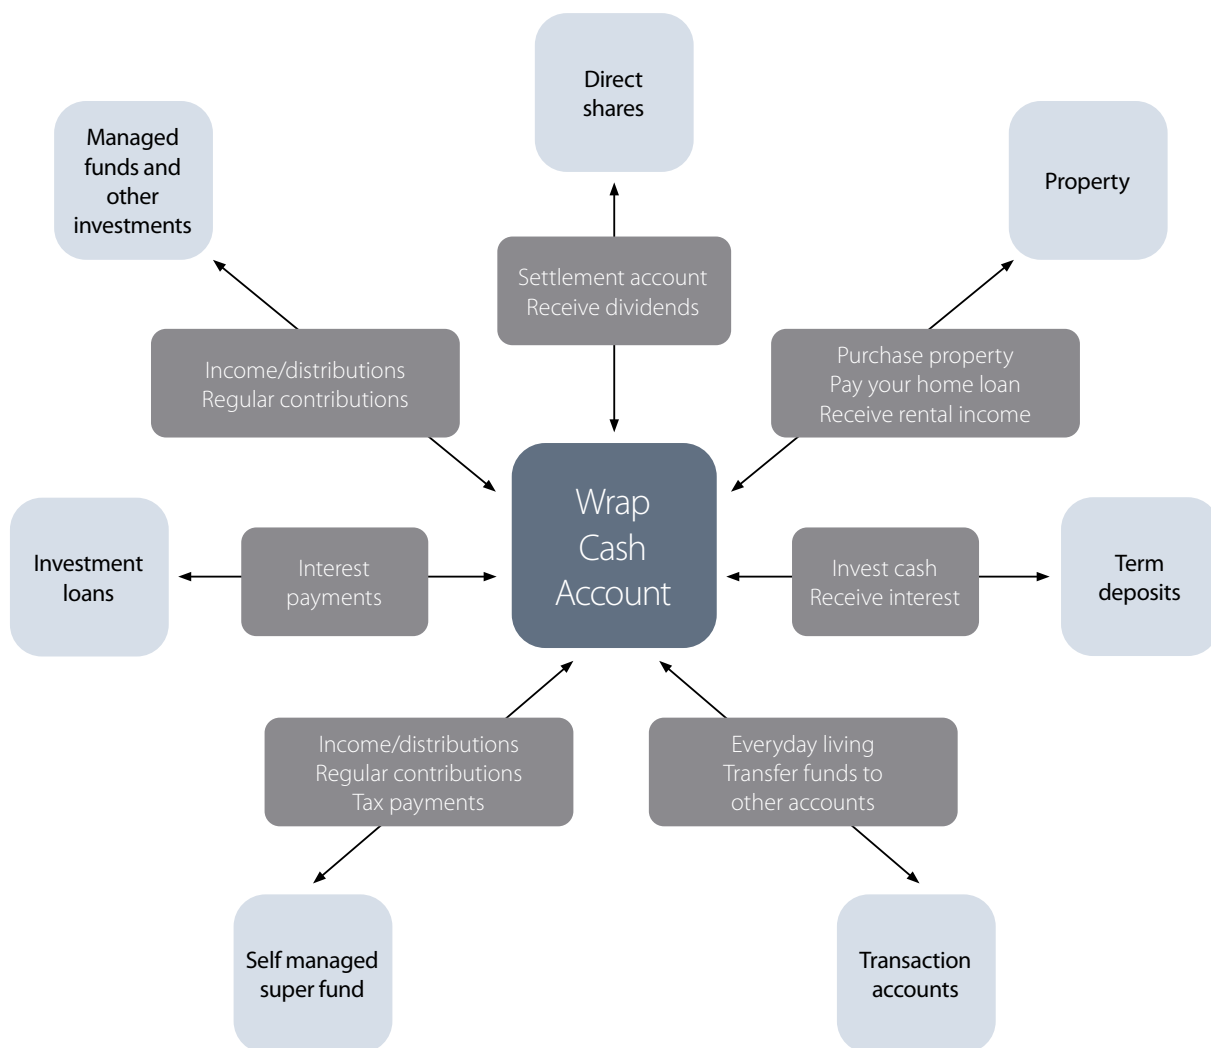 Direct
shares
Managed
funds and
other
investments
Property
Settlement account
Receive dividends
Income/distributions
Regular contributions
Purchase property
Pay your home loan
Receive rental income
Wrap
Cash
Account
Investment
loans
Interest
payments
Invest cash
Receive interest
Term
deposits
Income/distributions
Regular contributions
Tax payments
Everyday living
Transfer funds to
other accounts
Self managed
super fund
Transaction
accounts